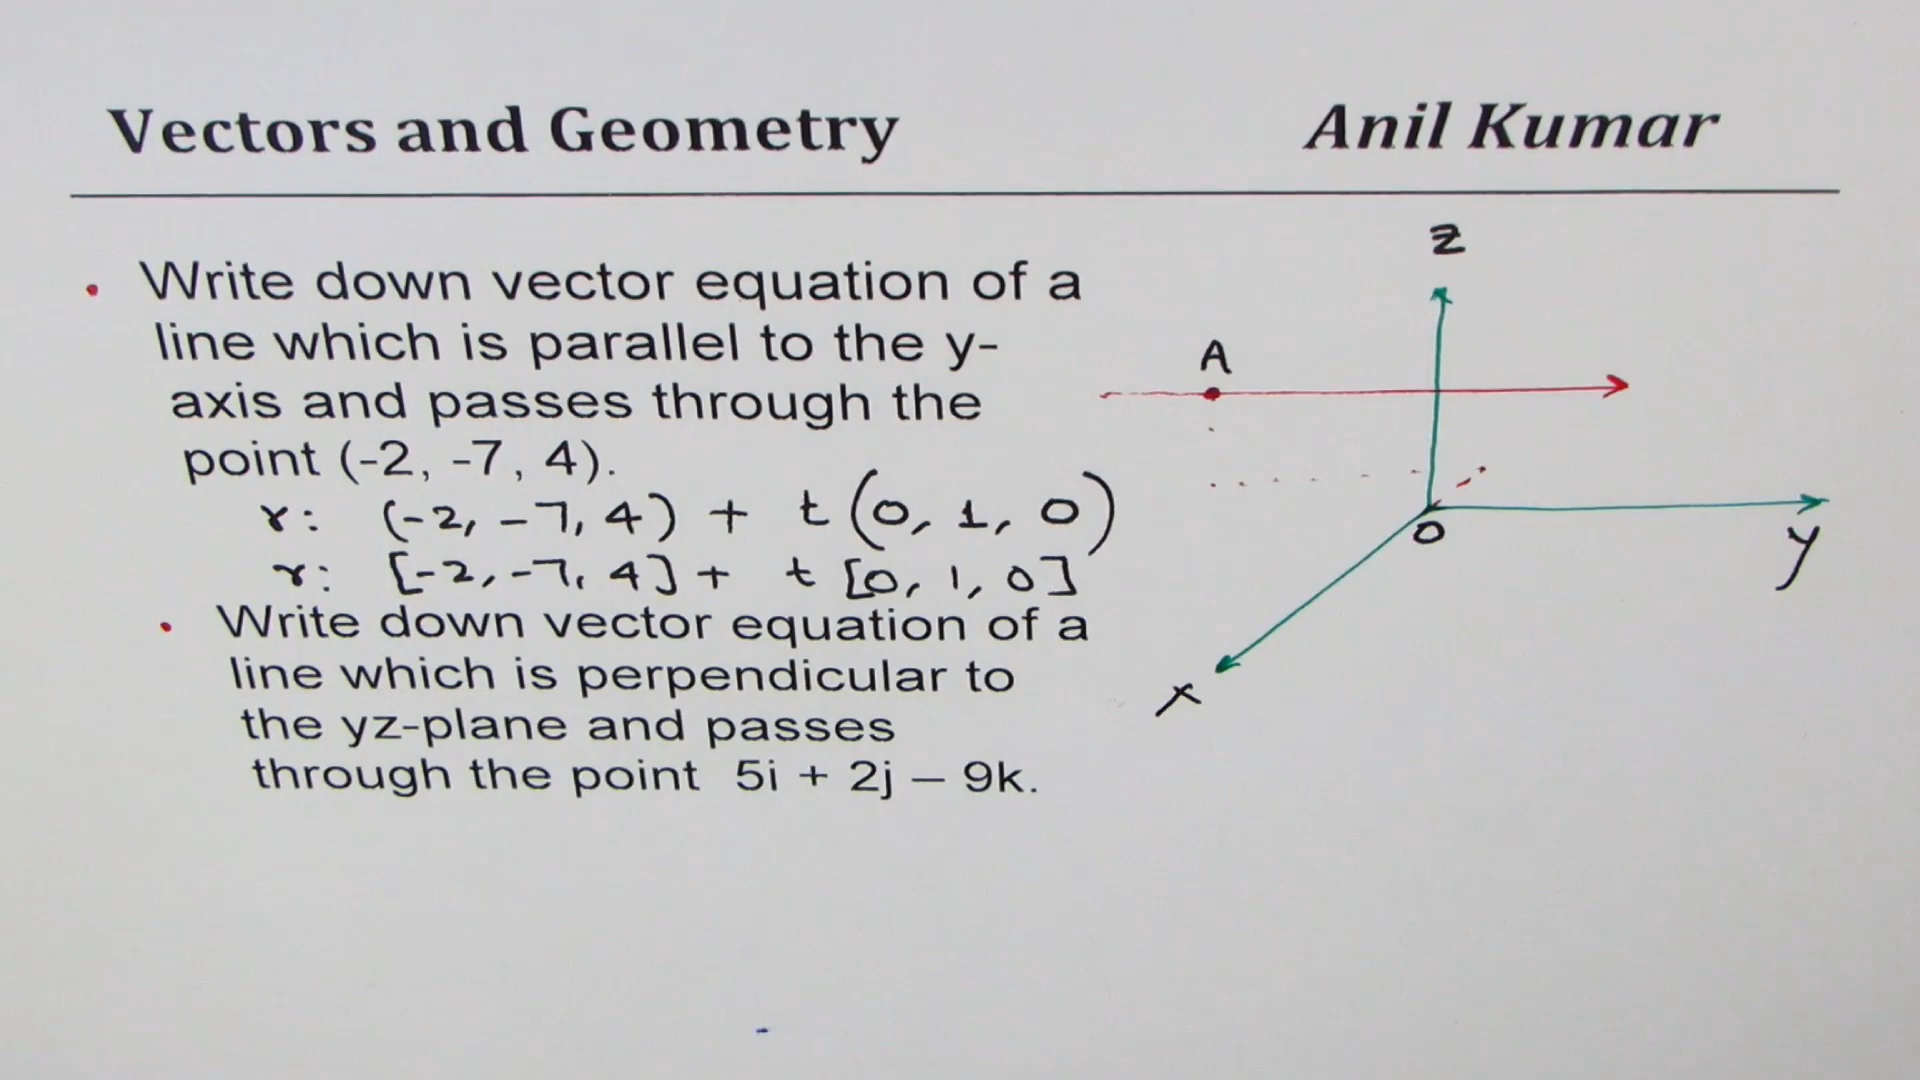 Vectors and Geometry
Anil Kumar
• Write down vector equation of a
line which is parallel to the y-
axis and passes through the
point (-2, -7, 4).
r: (-2, -7, 4) + t (0, 1, 0)
r: [-2, -7, 4] + t [0, 1, 0]
• Write down vector equation of a
line which is perpendicular to
the yz-plane and passes
through the point 5i + 2j – 9k.
Z
A
O
y
x